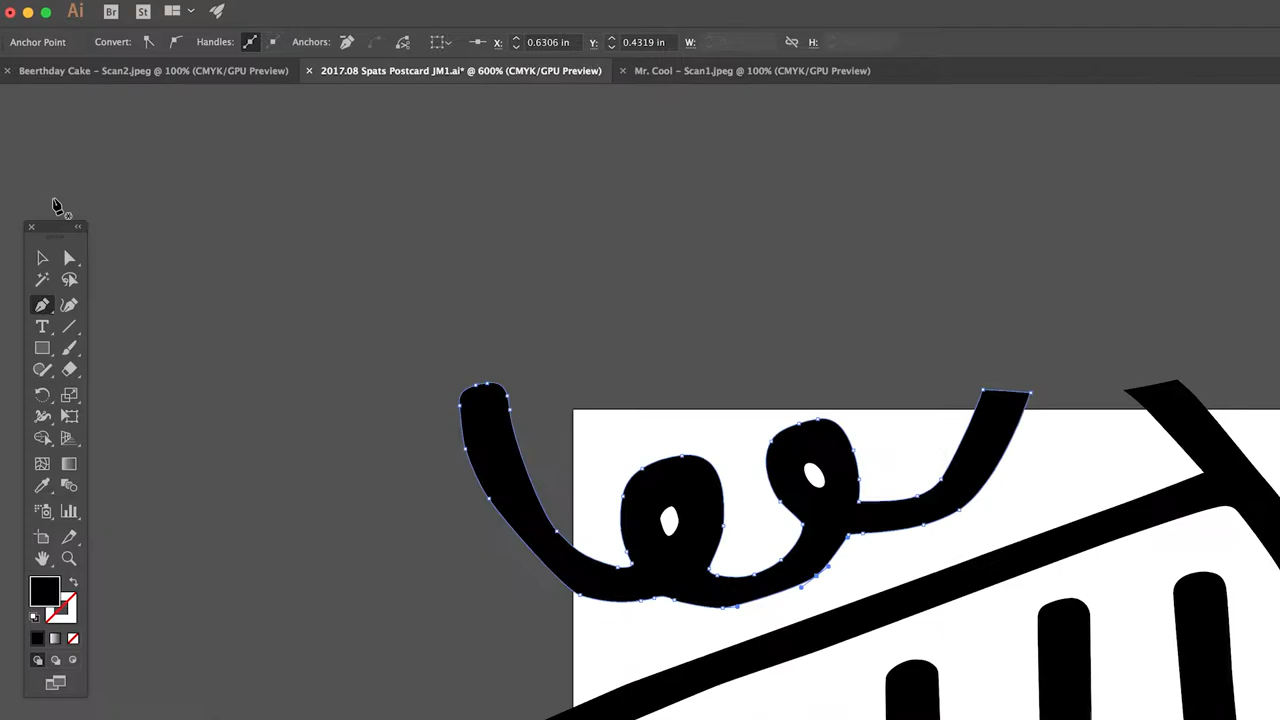 Ai Br St
Anchor Point Convert: Handles: Anchors: X: 0.6306 in Y: 0.4319 in W: H:
× Beerthday Cake – Scan2.jpeg @ 100% (CMYK/GPU Preview) × 2017.08 Spats Postcard JM1.ai* @ 600% (CMYK/GPU Preview) × Mr. Cool – Scan1.jpeg @ 100% (CMYK/GPU Preview)
T